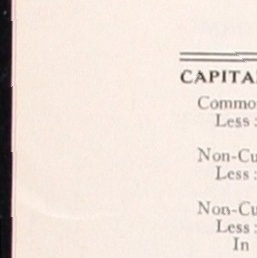 CAPITA
Commo
Less :
Non-Cu
Less :
Non-Cu
Less :
In